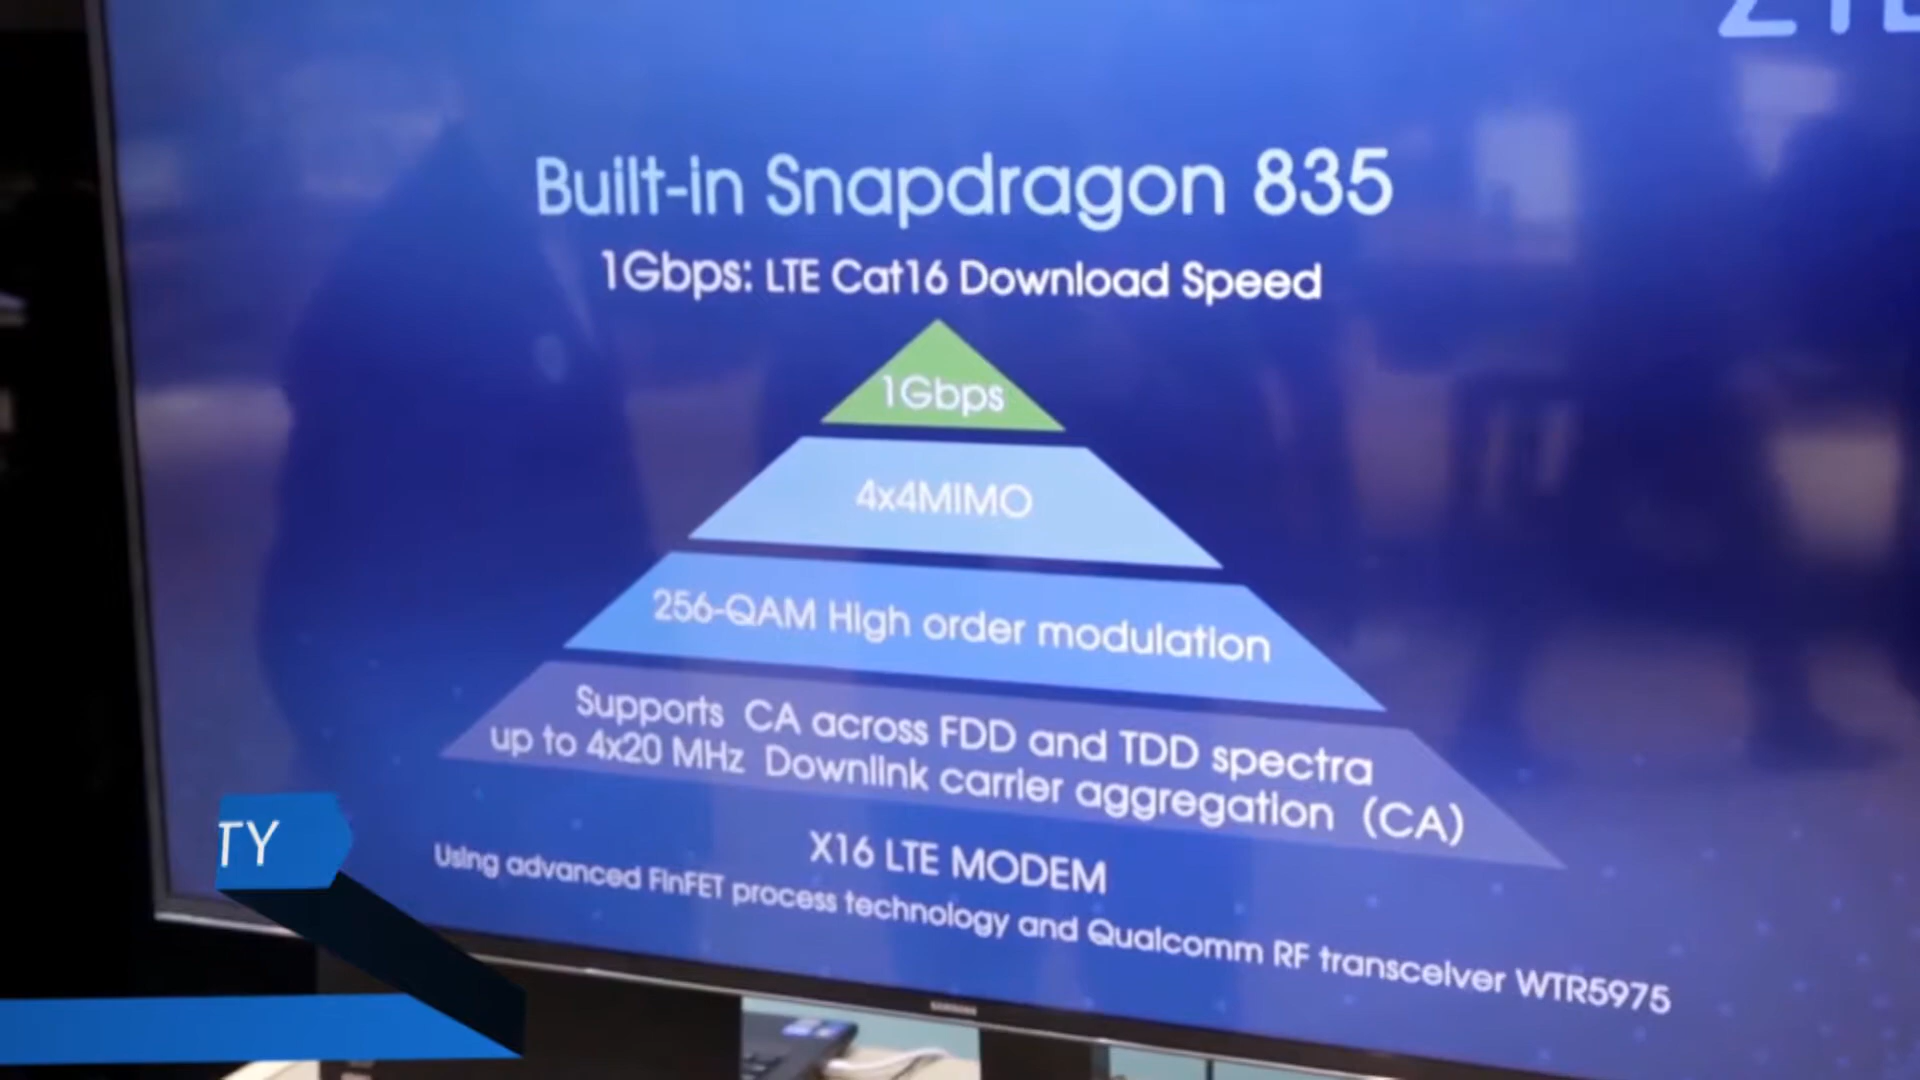 ZTE
Built-in Snapdragon 835
1Gbps: LTE Cat16 Download Speed
1Gbps
4x4MIMO
256-QAM High order modulation
Supports CA across FDD and TDD spectra
up to 4x20 MHz Downlink carrier aggregation (CA)
X16 LTE MODEM
Using advanced FinFET process technology and Qualcomm RF transceiver WTR5975
TY
SAMSUNG